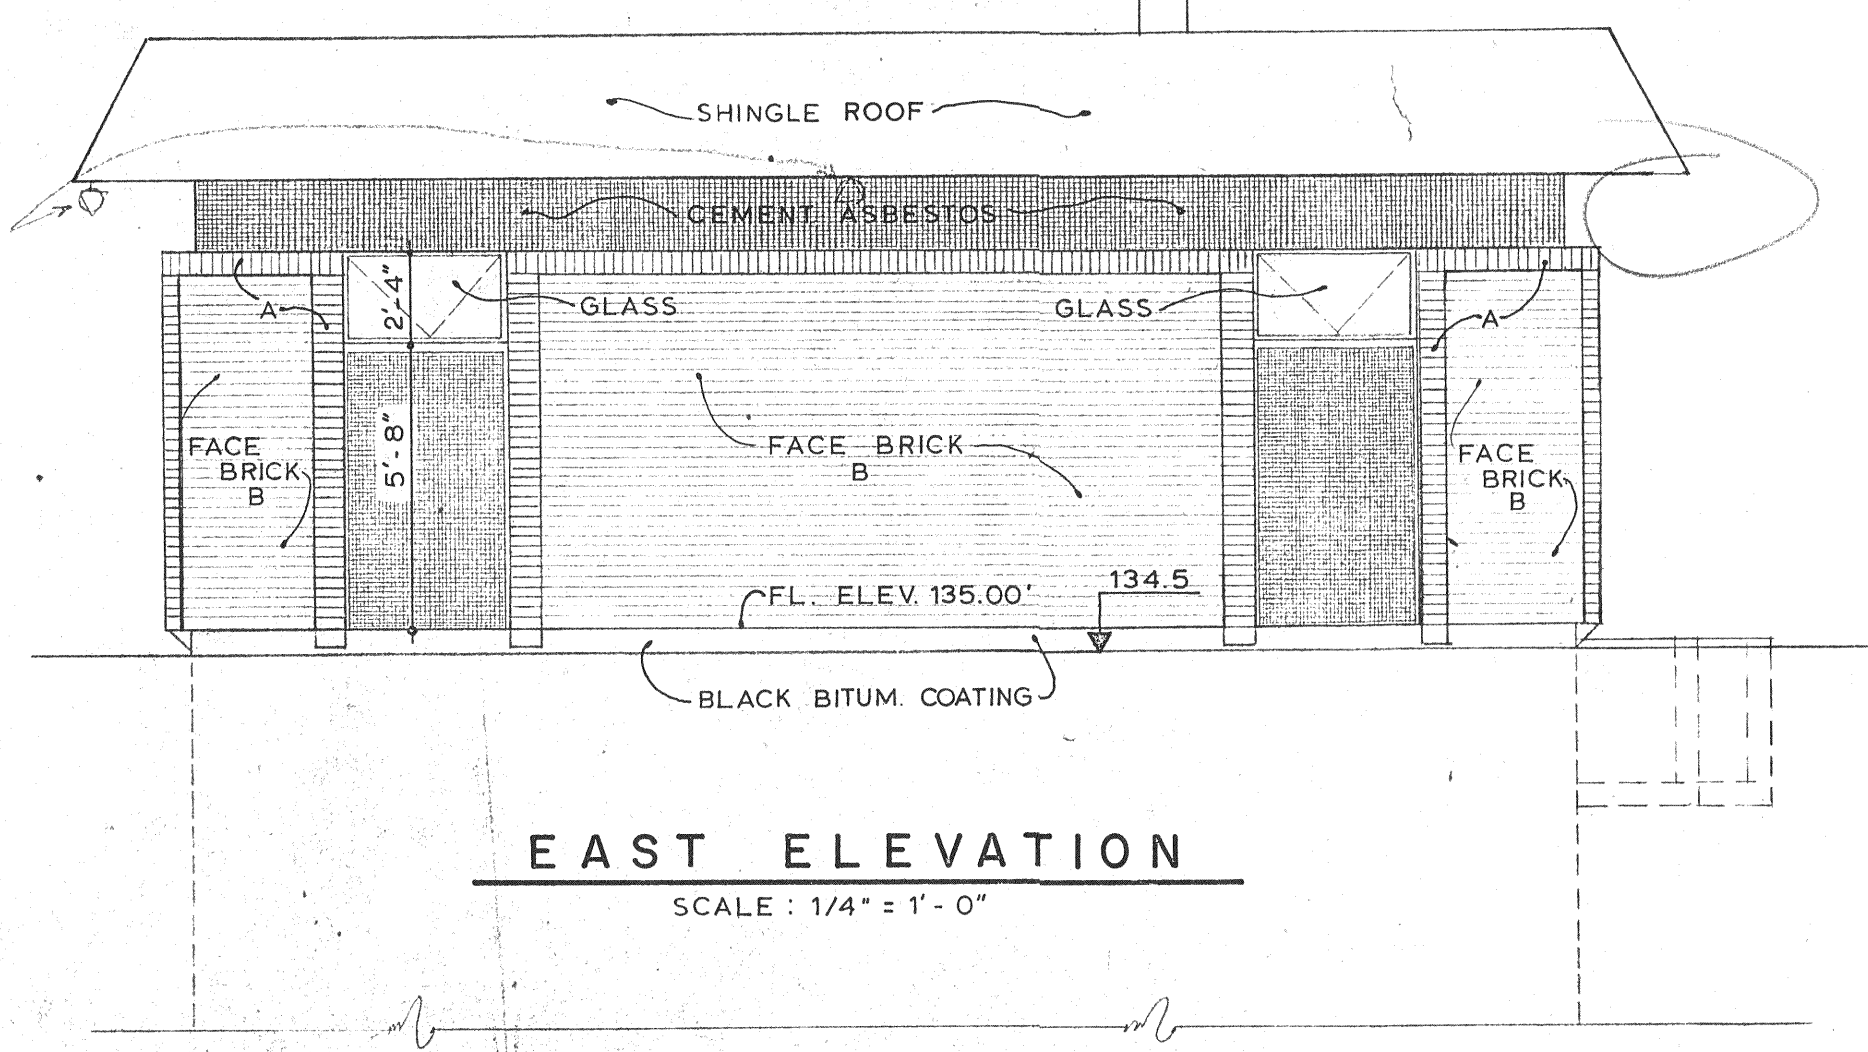 SHINGLE ROOF
CEMENT ASBESTOS
2'-4"
GLASS
GLASS
A
A
5'-8"
FACE
BRICK
B
FACE BRICK
B
FACE
BRICK
B
FL. ELEV. 135.00'
134.5
BLACK BITUM. COATING
EAST ELEVATION
SCALE : 1/4" = 1'- 0"